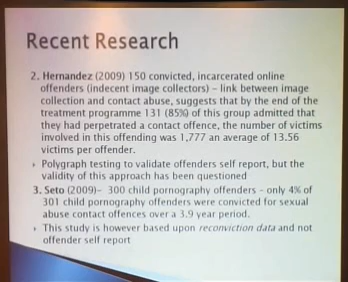 Recent Research
2. Hernandez (2009) 150 convicted, incarcerated online
offenders (indecent image collectors) – link between image
collection and contact abuse, suggests that by the end of the
treatment programme 131 (85%) of this group admitted that
they had perpetrated a contact offence, the number of victims
involved in this offending was 1,777 an average of 13.56
victims per offender.
Polygraph testing to validate offenders self report, but the
validity of this approach has been questioned
3. Seto (2009)– 300 child pornography offenders – only 4% of
301 child pornography offenders were convicted for sexual
abuse contact offences over a 3.9 year period.
This study is however based upon reconviction data and not
offender self report